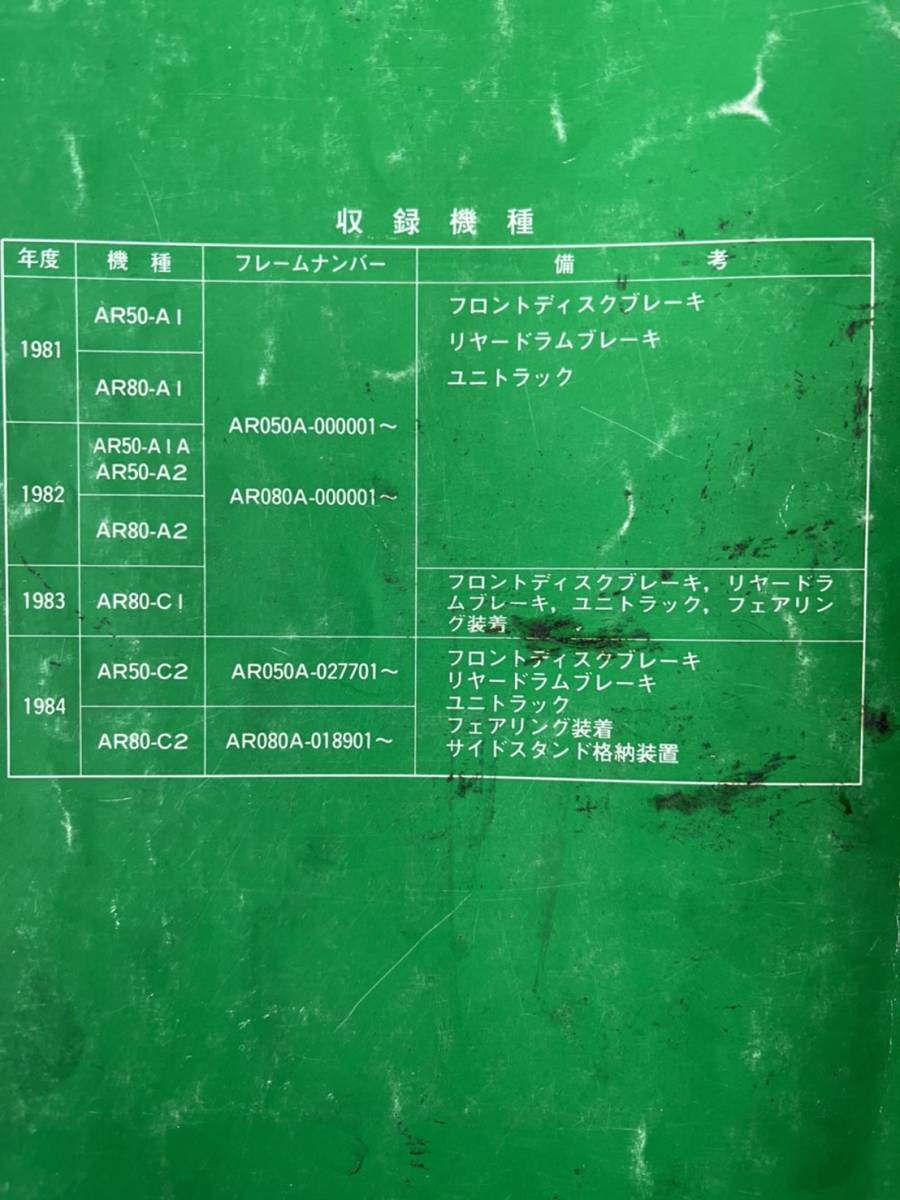 収録機種
年度 機種 フレームナンバー 備考
1981
AR50-A1
AR80-A1
1982
AR50-A1A
AR50-A2
AR80-A2
AR050A-000001～
AR080A-000001～
フロントディスクブレーキ
リヤードラムブレーキ
ユニトラック
1983 AR80-C1
フロントディスクブレーキ，リヤードラ
ムブレーキ，ユニトラック，フェアリン
グ装着
1984
AR50-C2 AR050A-027701～
AR80-C2 AR080A-018901～
フロントディスクブレーキ
リヤードラムブレーキ
ユニトラック
フェアリング装着
サイドスタンド格納装置